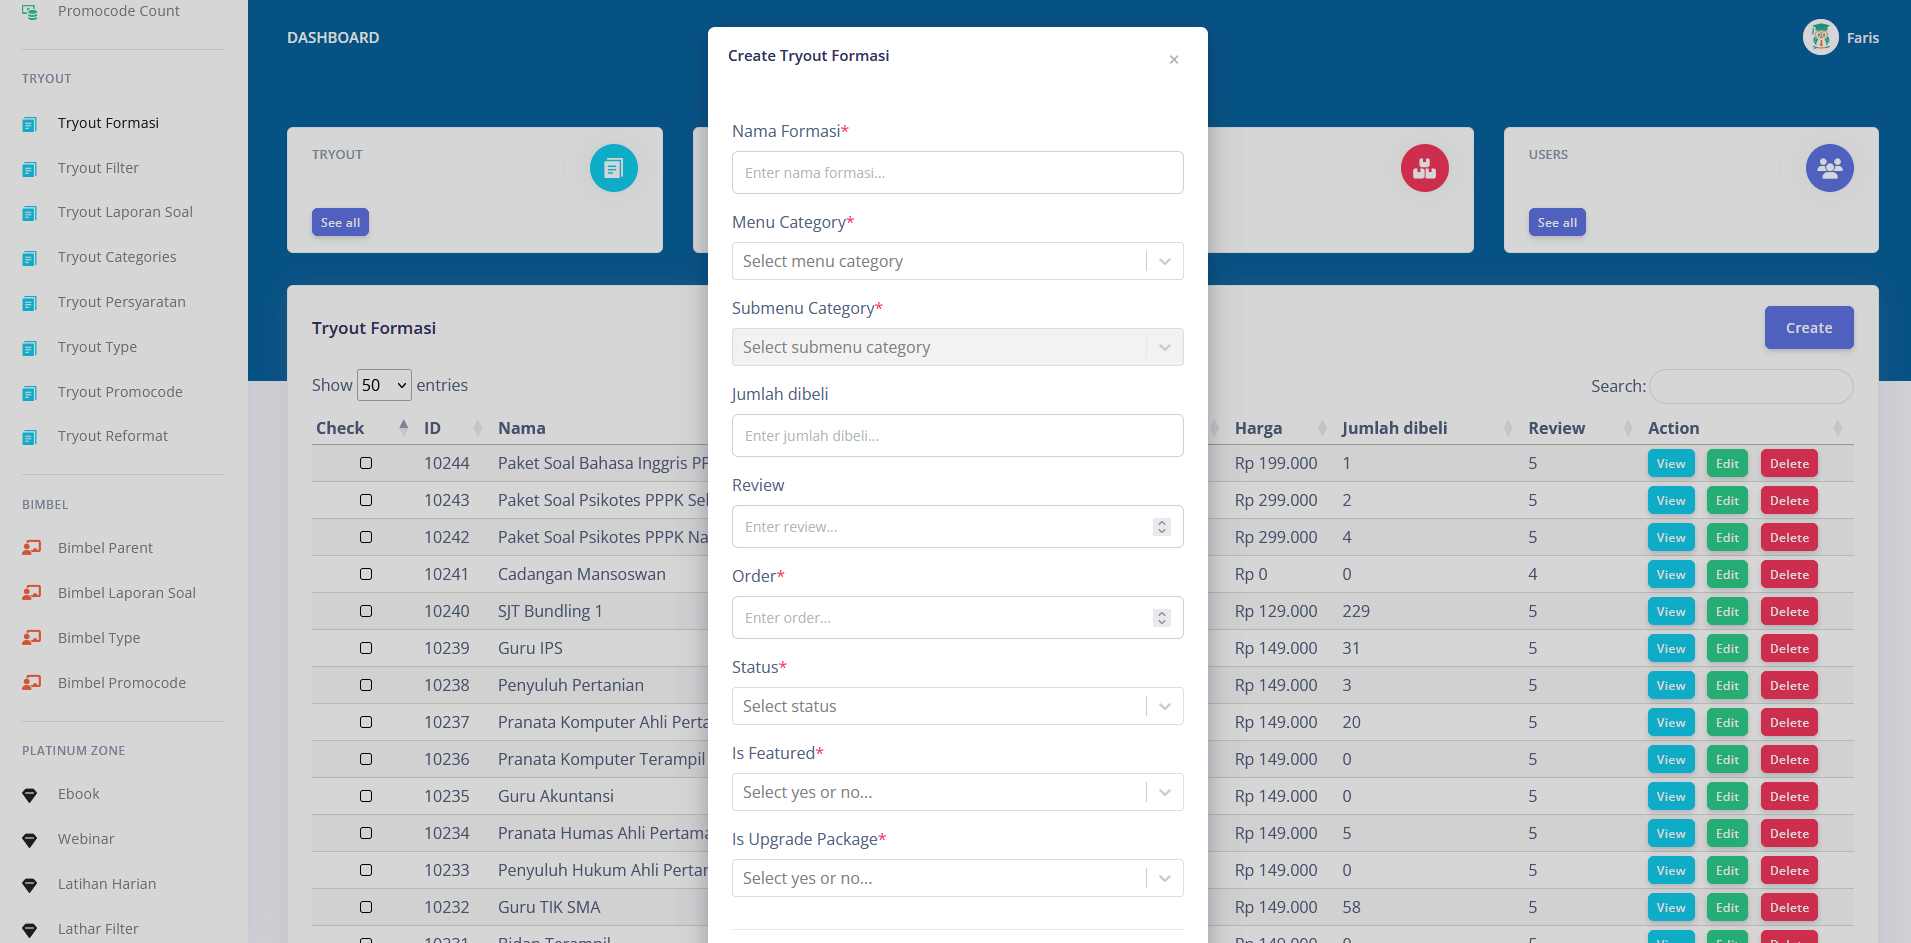 Promocode Count
TRYOUT
Tryout Formasi
Tryout Filter
Tryout Laporan Soal
Tryout Categories
Tryout Persyaratan
Tryout Type
Tryout Promocode
Tryout Reformat
BIMBEL
Bimbel Parent
Bimbel Laporan Soal
Bimbel Type
Bimbel Promocode
PLATINUM ZONE
Ebook
Webinar
Latihan Harian
Lathar Filter
DASHBOARD
Faris
TRYOUT
See all
USERS
See all
Tryout Formasi
Create
Show 50 entries
Search:
Check ID Nama Harga Jumlah dibeli Review Action
10244 Paket Soal Bahasa Inggris Rp 199.000 1 5 View Edit Delete
10243 Paket Soal Psikotes PPPK Rp 299.000 2 5 View Edit Delete
10242 Paket Soal Psikotes PPPK Rp 299.000 4 5 View Edit Delete
10241 Cadangan Mansoswan Rp 0 0 4 View Edit Delete
10240 SJT Bundling 1 Rp 129.000 229 5 View Edit Delete
10239 Guru IPS Rp 149.000 31 5 View Edit Delete
10238 Penyuluh Pertanian Rp 149.000 3 5 View Edit Delete
10237 Pranata Komputer Ahli Rp 149.000 20 5 View Edit Delete
10236 Pranata Komputer Terampil Rp 149.000 0 5 View Edit Delete
10235 Guru Akuntansi Rp 149.000 0 5 View Edit Delete
10234 Pranata Humas Ahli Rp 149.000 5 5 View Edit Delete
10233 Penyuluh Hukum Ahli Rp 149.000 0 5 View Edit Delete
10232 Guru TIK SMA Rp 149.000 58 5 View Edit Delete
Create Tryout Formasi
×
Nama Formasi*
Enter nama formasi...
Menu Category*
Select menu category
Submenu Category*
Select submenu category
Jumlah dibeli
Enter jumlah dibeli...
Review
Enter review...
Order*
Enter order...
Status*
Select status
Is Featured*
Select yes or no...
Is Upgrade Package*
Select yes or no...